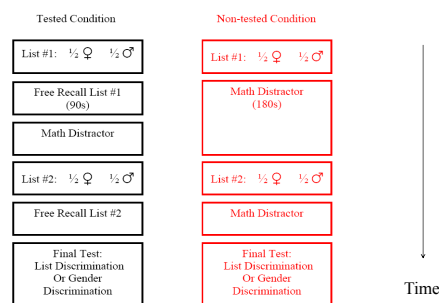 Tested Condition
List #1: ½ ♀ ½ ♂
Free Recall List #1
(90s)
Math Distractor
List #2: ½ ♀ ½ ♂
Free Recall List #2
Final Test:
List Discrimination
Or Gender
Discrimination
Non-tested Condition
List #1: ½ ♀ ½ ♂
Math Distractor
(180s)
List #2: ½ ♀ ½ ♂
Math Distractor
Final Test:
List Discrimination
Or Gender
Discrimination
Time